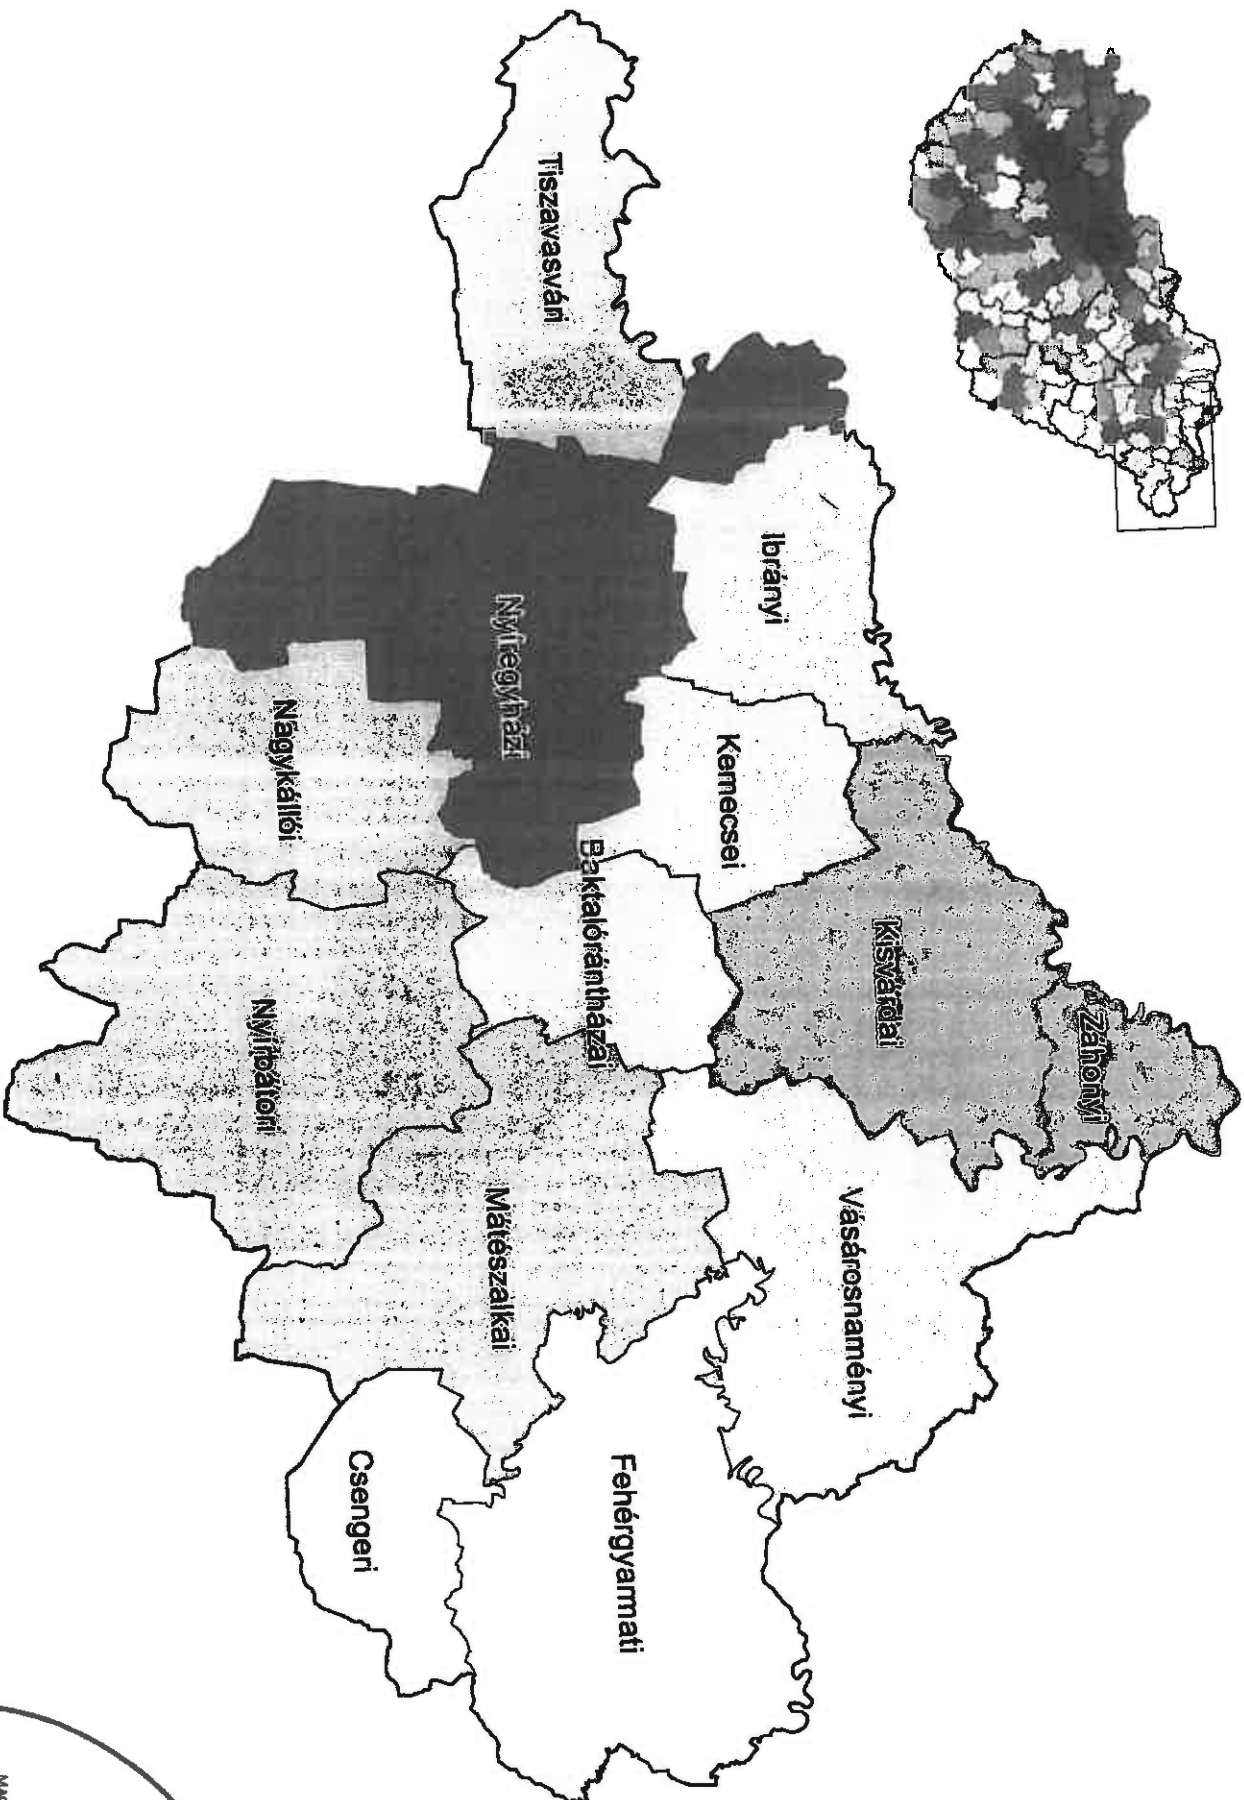 Záhonyi
Kisvárdai
Vásárosnaményi
Ibrányi
Kemecsei
Baktalórántházai
Fehérgyarmati
Tiszavasvári
Nyíregyházi
Mátészalkai
Csengeri
Nagykállói
Nyírbátori